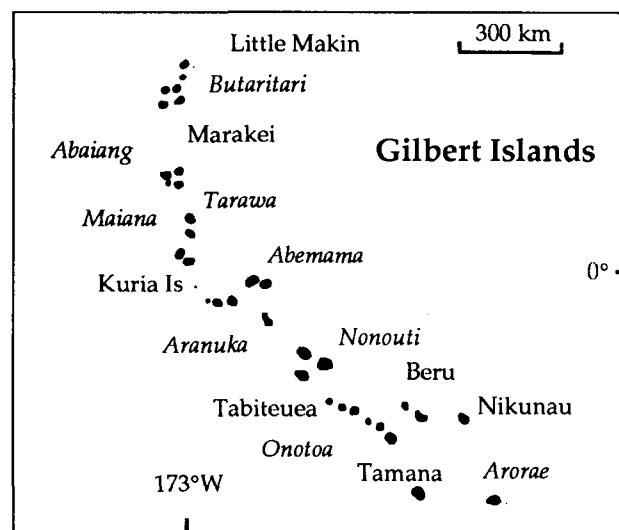 Little Makin
300 km
Butaritari
Marakei
Abaiang
Gilbert Islands
Tarawa
Maiana
Abemama
Kuria Is
0°
Aranuka
Nonouti
Beru
Tabiteuea
Nikunau
Onotoa
Tamana
Arorae
173°W